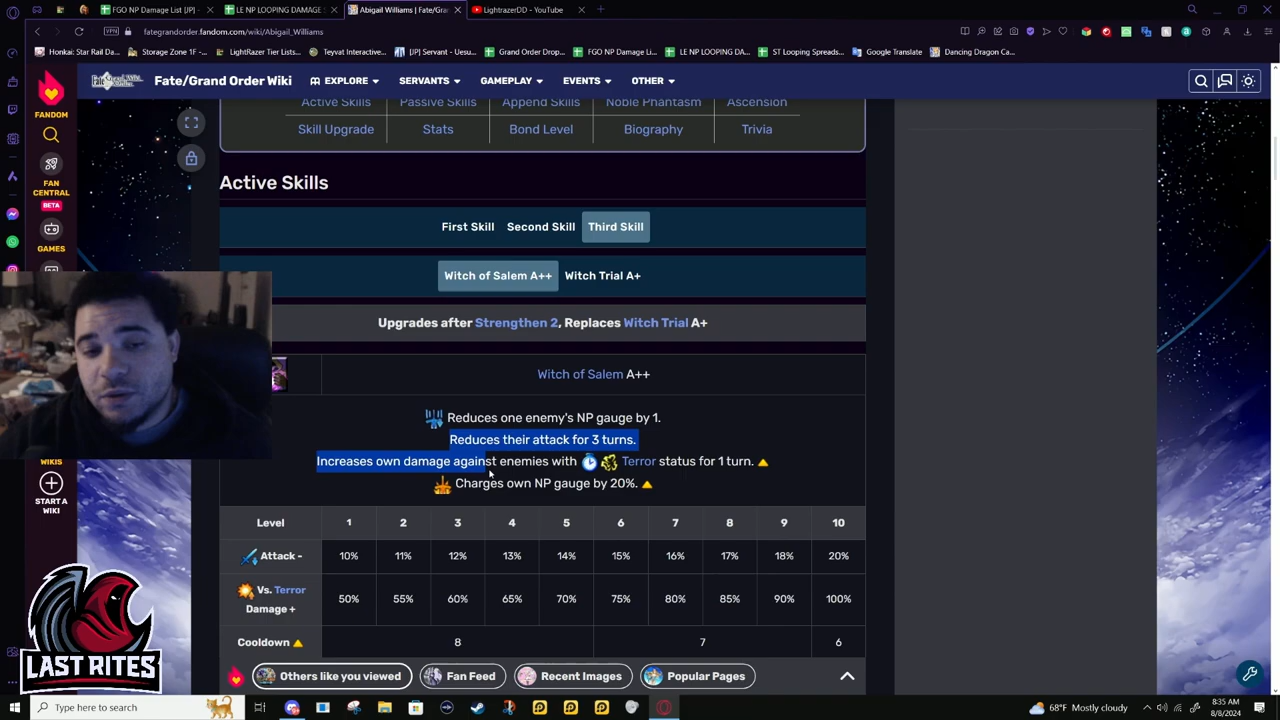 FGO NP Damage List [JP] -
LE NP LOOPING DAMAGE S
Abigail Williams | Fate/Gra
LightrazerDD - YouTube
VPN
fategrandorder.fandom.com/wiki/Abigail_Williams
Honkai: Star Rail Da...
Storage Zone 1F -...
LightRazer Tier Lists...
Teyvat Interactive...
(JP) Servant - Uesu...
Grand Order Drop...
FGO NP Damage Li...
LE NP LOOPING DA...
ST Looping Spreads...
Google Translate
Dancing Dragon Ca...
Fate/Grand Order Wiki
EXPLORE
SERVANTS
GAMEPLAY
EVENTS
OTHER
FANDOM
FAN
CENTRAL
BETA
GAMES
WIKIS
START A
WIKI
Active Skills
Passive Skills
Append Skills
Noble Phantasm
Ascension
Skill Upgrade
Stats
Bond Level
Biography
Trivia
Active Skills
First Skill
Second Skill
Third Skill
Witch of Salem A++
Witch Trial A+
Upgrades after Strengthen 2, Replaces Witch Trial A+
Witch of Salem A++
Reduces one enemy's NP gauge by 1.
Reduces their attack for 3 turns.
Increases own damage against enemies with Terror status for 1 turn.
Charges own NP gauge by 20%.
Level 1 2 3 4 5 6 7 8 9 10
Attack - 10% 11% 12% 13% 14% 15% 16% 17% 18% 20%
Vs. Terror
Damage + 50% 55% 60% 65% 70% 75% 80% 85% 90% 100%
Cooldown 8 7 6
Others like you viewed
Fan Feed
Recent Images
Popular Pages
LAST RITES
Type here to search
68°F Mostly cloudy
8:35 AM
8/8/2024